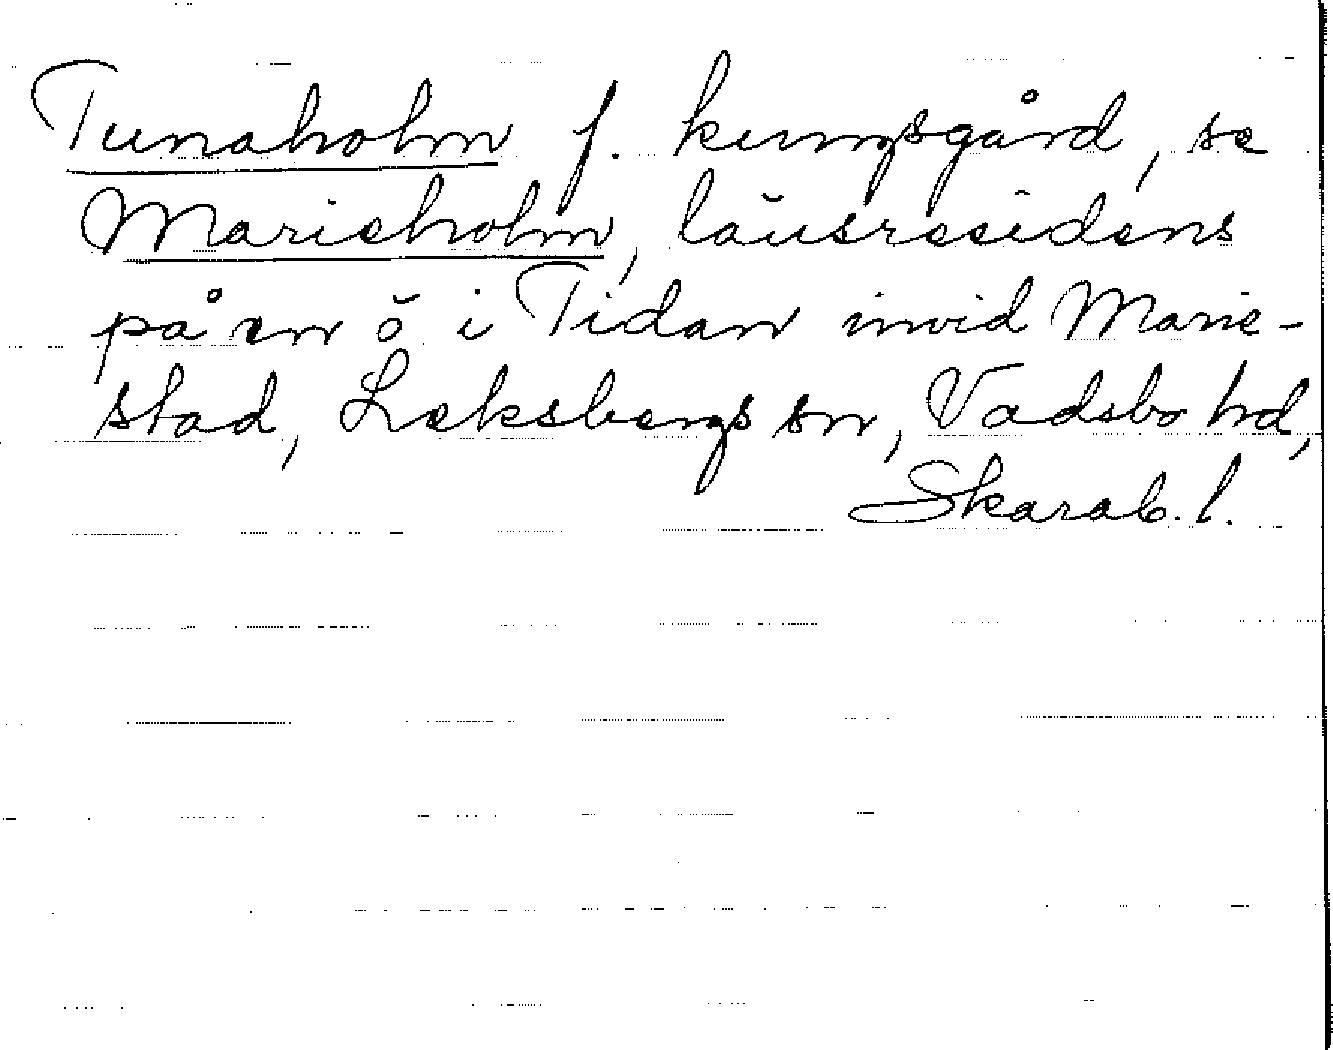 Tunaholm f. kungsgård, se
Marieholm, länsresidens
på en ö i Tidan invid Marie-
stad, Leksbergs sn, Vadsbo hd,
Skarab. l.